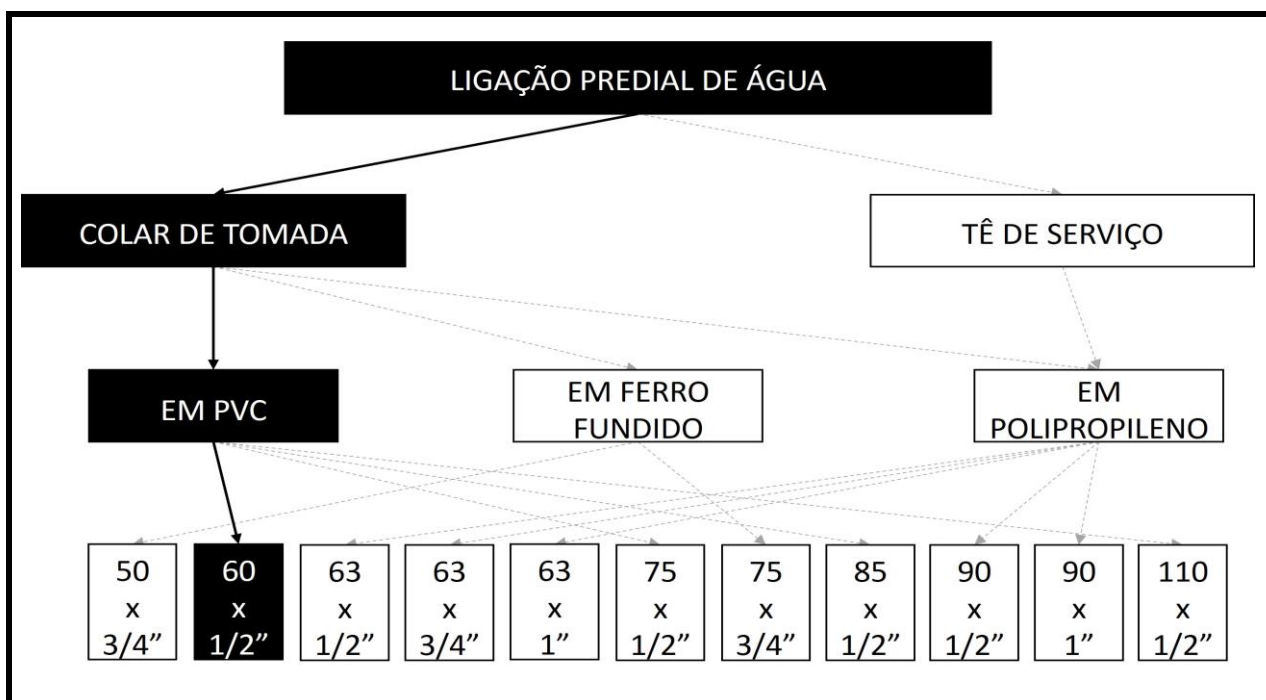 LIGAÇÃO PREDIAL DE ÁGUA
COLAR DE TOMADA
TÊ DE SERVIÇO
EM PVC
EM FERRO
FUNDIDO
EM
POLIPROPILENO
50
x
3/4”
60
x
1/2”
63
x
1/2”
63
x
3/4”
63
x
1”
75
x
1/2”
75
x
3/4”
85
x
1/2”
90
x
1/2”
90
x
1”
110
x
1/2”